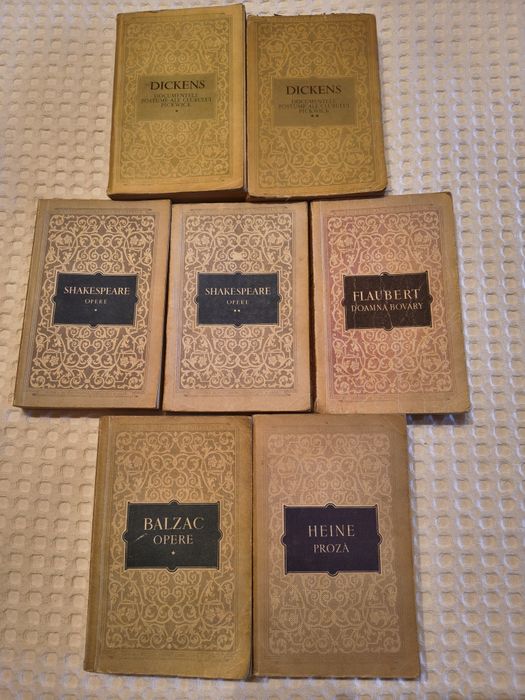 DICKENS
DOCUMENTELE
POSTUME ALE CLUBULUI
PICKWICK
*
DICKENS
DOCUMENTELE
POSTUME ALE CLUBULUI
PICKWICK
**
SHAKESPEARE
OPERE
*
SHAKESPEARE
OPERE
**
FLAUBERT
DOAMNA BOVARY
BALZAC
OPERE
*
HEINE
PROZĂ